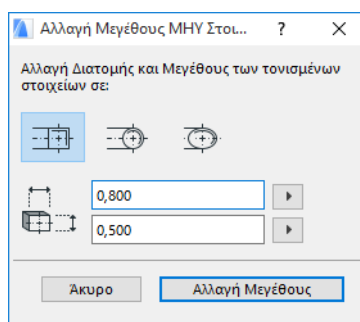 Αλλαγή Μεγέθους ΜΗΥ Στοι... ? ×
Αλλαγή Διατομής και Μεγέθους των τονισμένων
στοιχείων σε:
0,800
0,500
Άκυρο Αλλαγή Μεγέθους